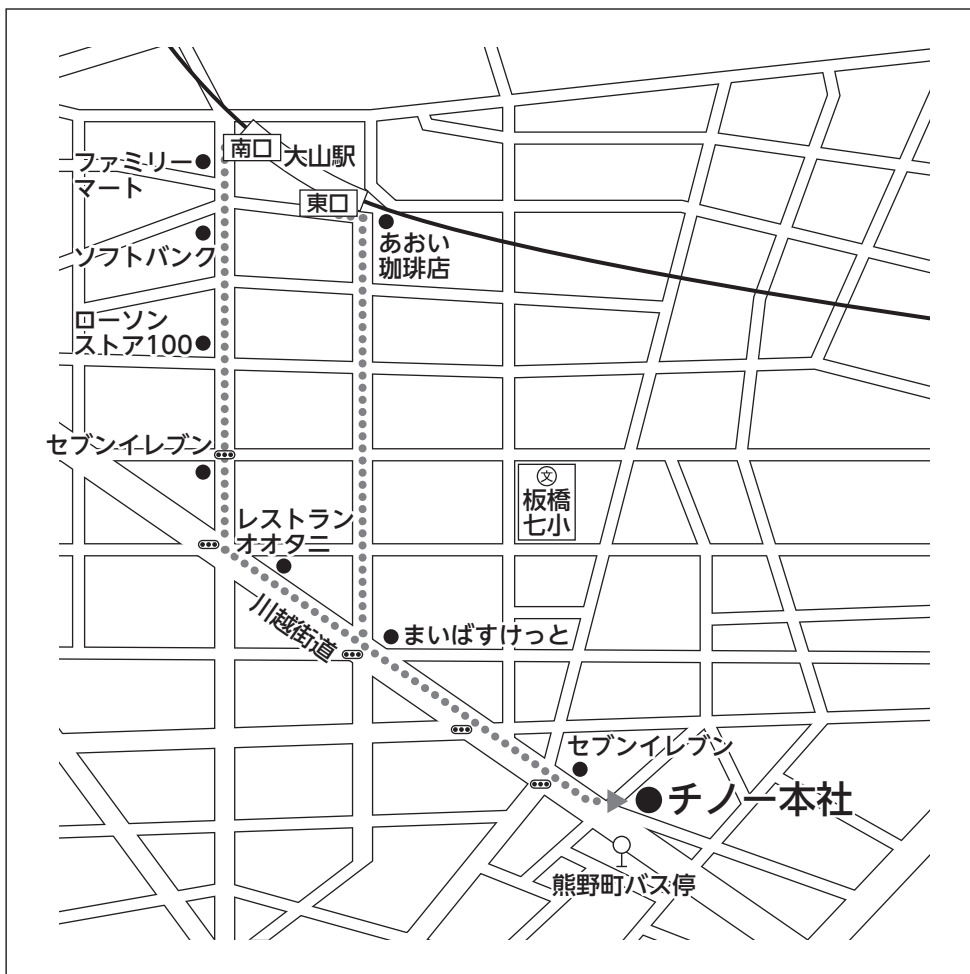 南口
大山駅
ファミリー
マート
東口
あおい
珈琲店
ソフトバンク
ローソン
ストア100
セブンイレブン
文
板橋
七小
レストラン
オオタニ
川越街道
まいばすけっと
セブンイレブン
チノー本社
熊野町バス停